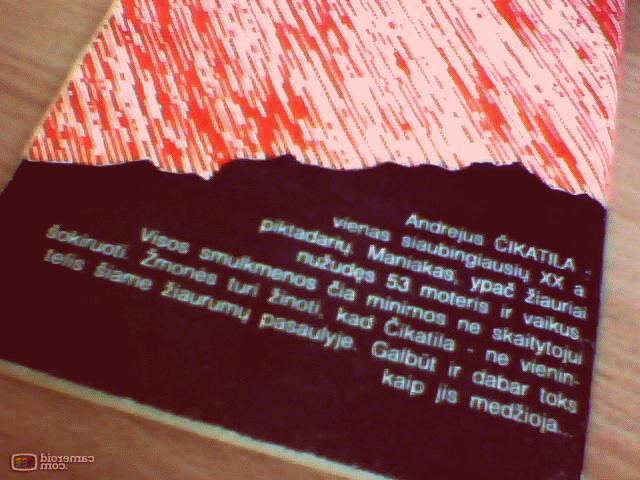 Andrejus ČIKATILA -
vienas siaubingiausių XX a
piktadarių. Maniakas, ypač žiauriai
nužudęs 53 moteris ir vaikus.
Visos smulkmenos čia minimos ne skaitytojui
šokiruoti. Žmonės turi žinoti, kad Čikatila - ne vienin-
telis šiame žiaurumų pasaulyje. Galbūt ir dabar toks
kaip jis medžioja...
cameroid
.com